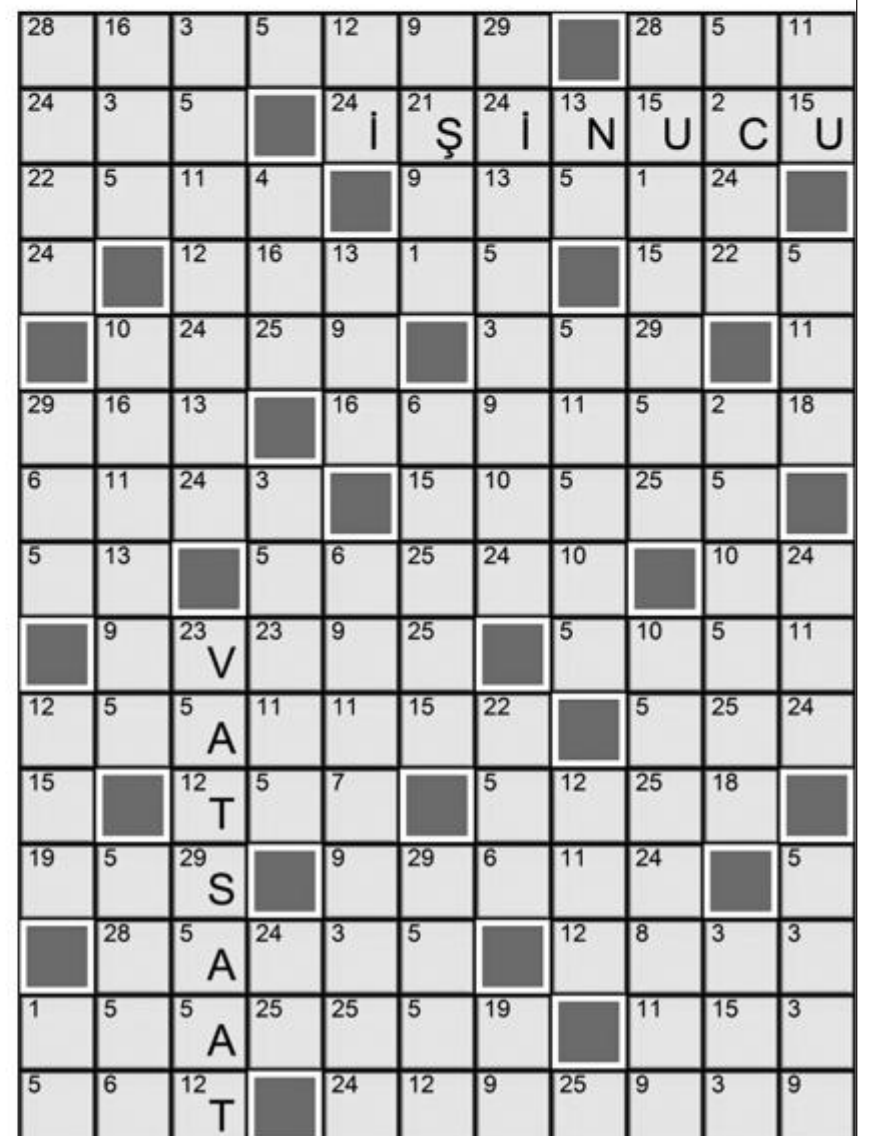 28 16 3 5 12 9 29 28 5 11
24 3 5 24 İ 21 Ş 24 İ 13 N 15 U 2 C 15 U
22 5 11 4 9 13 5 1 24
24 12 16 13 1 5 15 22 5
10 24 25 9 3 5 29 11
29 16 13 16 6 9 11 5 2 18
6 11 24 3 15 10 5 25 5
5 13 5 6 25 24 10 10 24
9 23 V 23 9 25 5 10 5 11
12 5 5 A 11 11 15 22 5 25 24
15 12 T 5 7 5 12 25 18
19 5 29 S 9 29 6 11 24 5
28 5 A 24 3 5 12 8 3 3
1 5 5 A 25 25 5 19 11 15 3
5 6 12 T 24 12 9 25 9 3 9